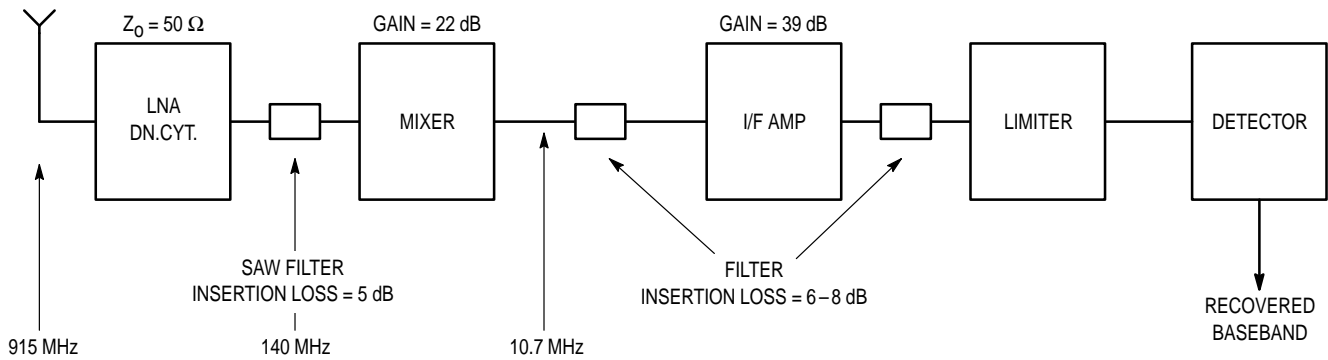 Z₀ = 50 Ω
GAIN = 22 dB
GAIN = 39 dB
LNA
DN.CYT.
MIXER
I/F AMP
LIMITER
DETECTOR
SAW FILTER
INSERTION LOSS = 5 dB
FILTER
INSERTION LOSS = 6–8 dB
RECOVERED
BASEBAND
915 MHz
140 MHz
10.7 MHz